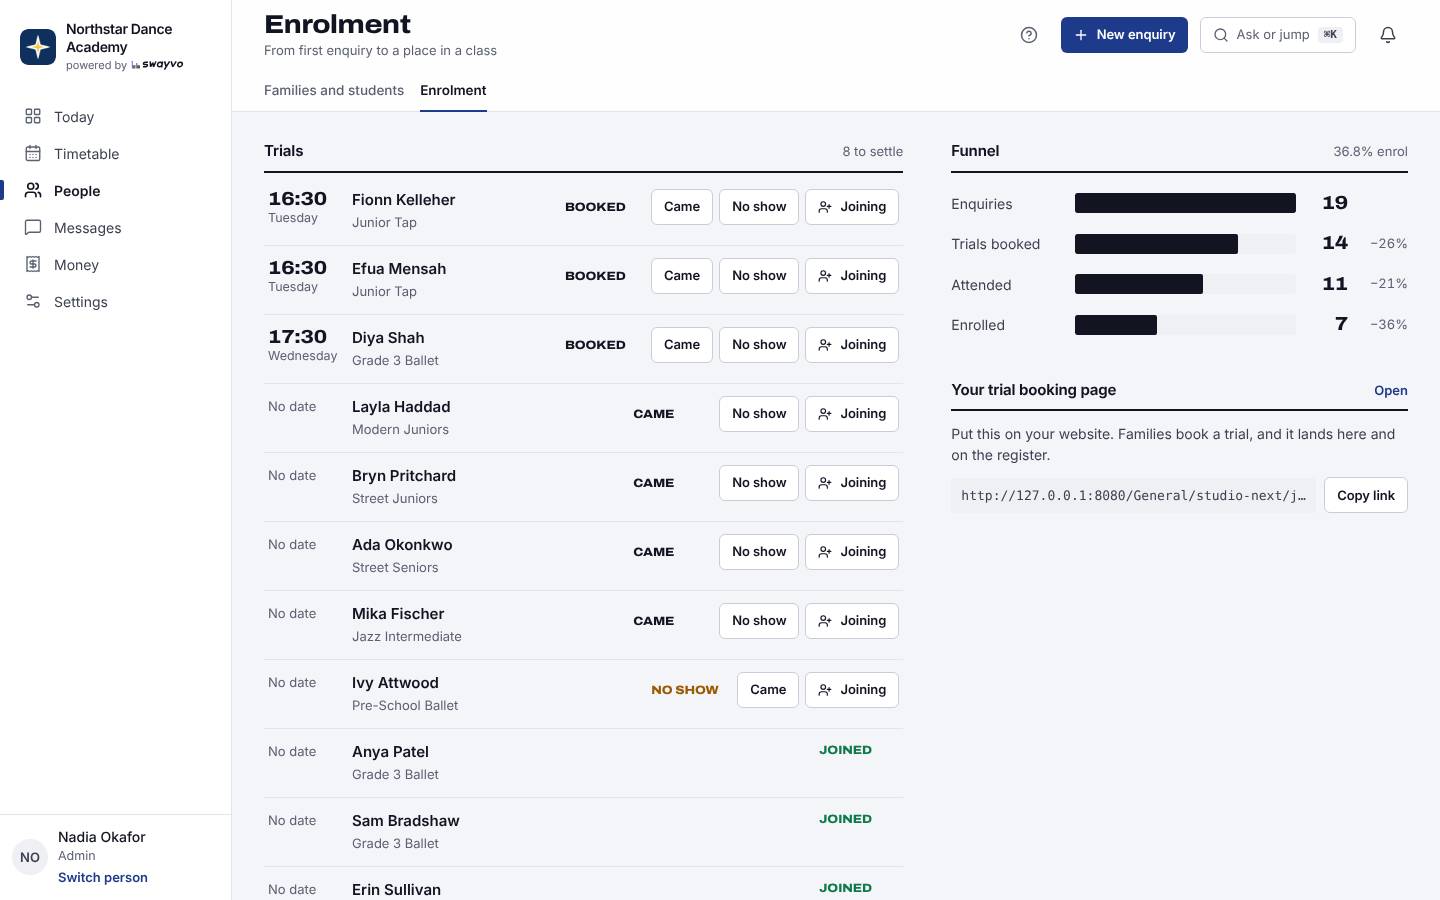 Northstar Dance
Academy
powered by swayvo
Today
Timetable
People
Messages
Money
Settings
NO
Nadia Okafor
Admin
Switch person
Enrolment
From first enquiry to a place in a class
New enquiry
Ask or jump ⌘K
Families and students Enrolment
Trials 8 to settle
16:30 Fionn Kelleher BOOKED Came No show Joining
Tuesday Junior Tap
16:30 Efua Mensah BOOKED Came No show Joining
Tuesday Junior Tap
17:30 Diya Shah BOOKED Came No show Joining
Wednesday Grade 3 Ballet
No date Layla Haddad CAME No show Joining
Modern Juniors
No date Bryn Pritchard CAME No show Joining
Street Juniors
No date Ada Okonkwo CAME No show Joining
Street Seniors
No date Mika Fischer CAME No show Joining
Jazz Intermediate
No date Ivy Attwood NO SHOW Came Joining
Pre-School Ballet
No date Anya Patel JOINED
Grade 3 Ballet
No date Sam Bradshaw JOINED
Grade 3 Ballet
No date Erin Sullivan JOINED
Funnel 36.8% enrol
Enquiries 19
Trials booked 14 −26%
Attended 11 −21%
Enrolled 7 −36%
Your trial booking page Open
Put this on your website. Families book a trial, and it lands here and
on the register.
http://127.0.0.1:8080/General/studio-next/j… Copy link